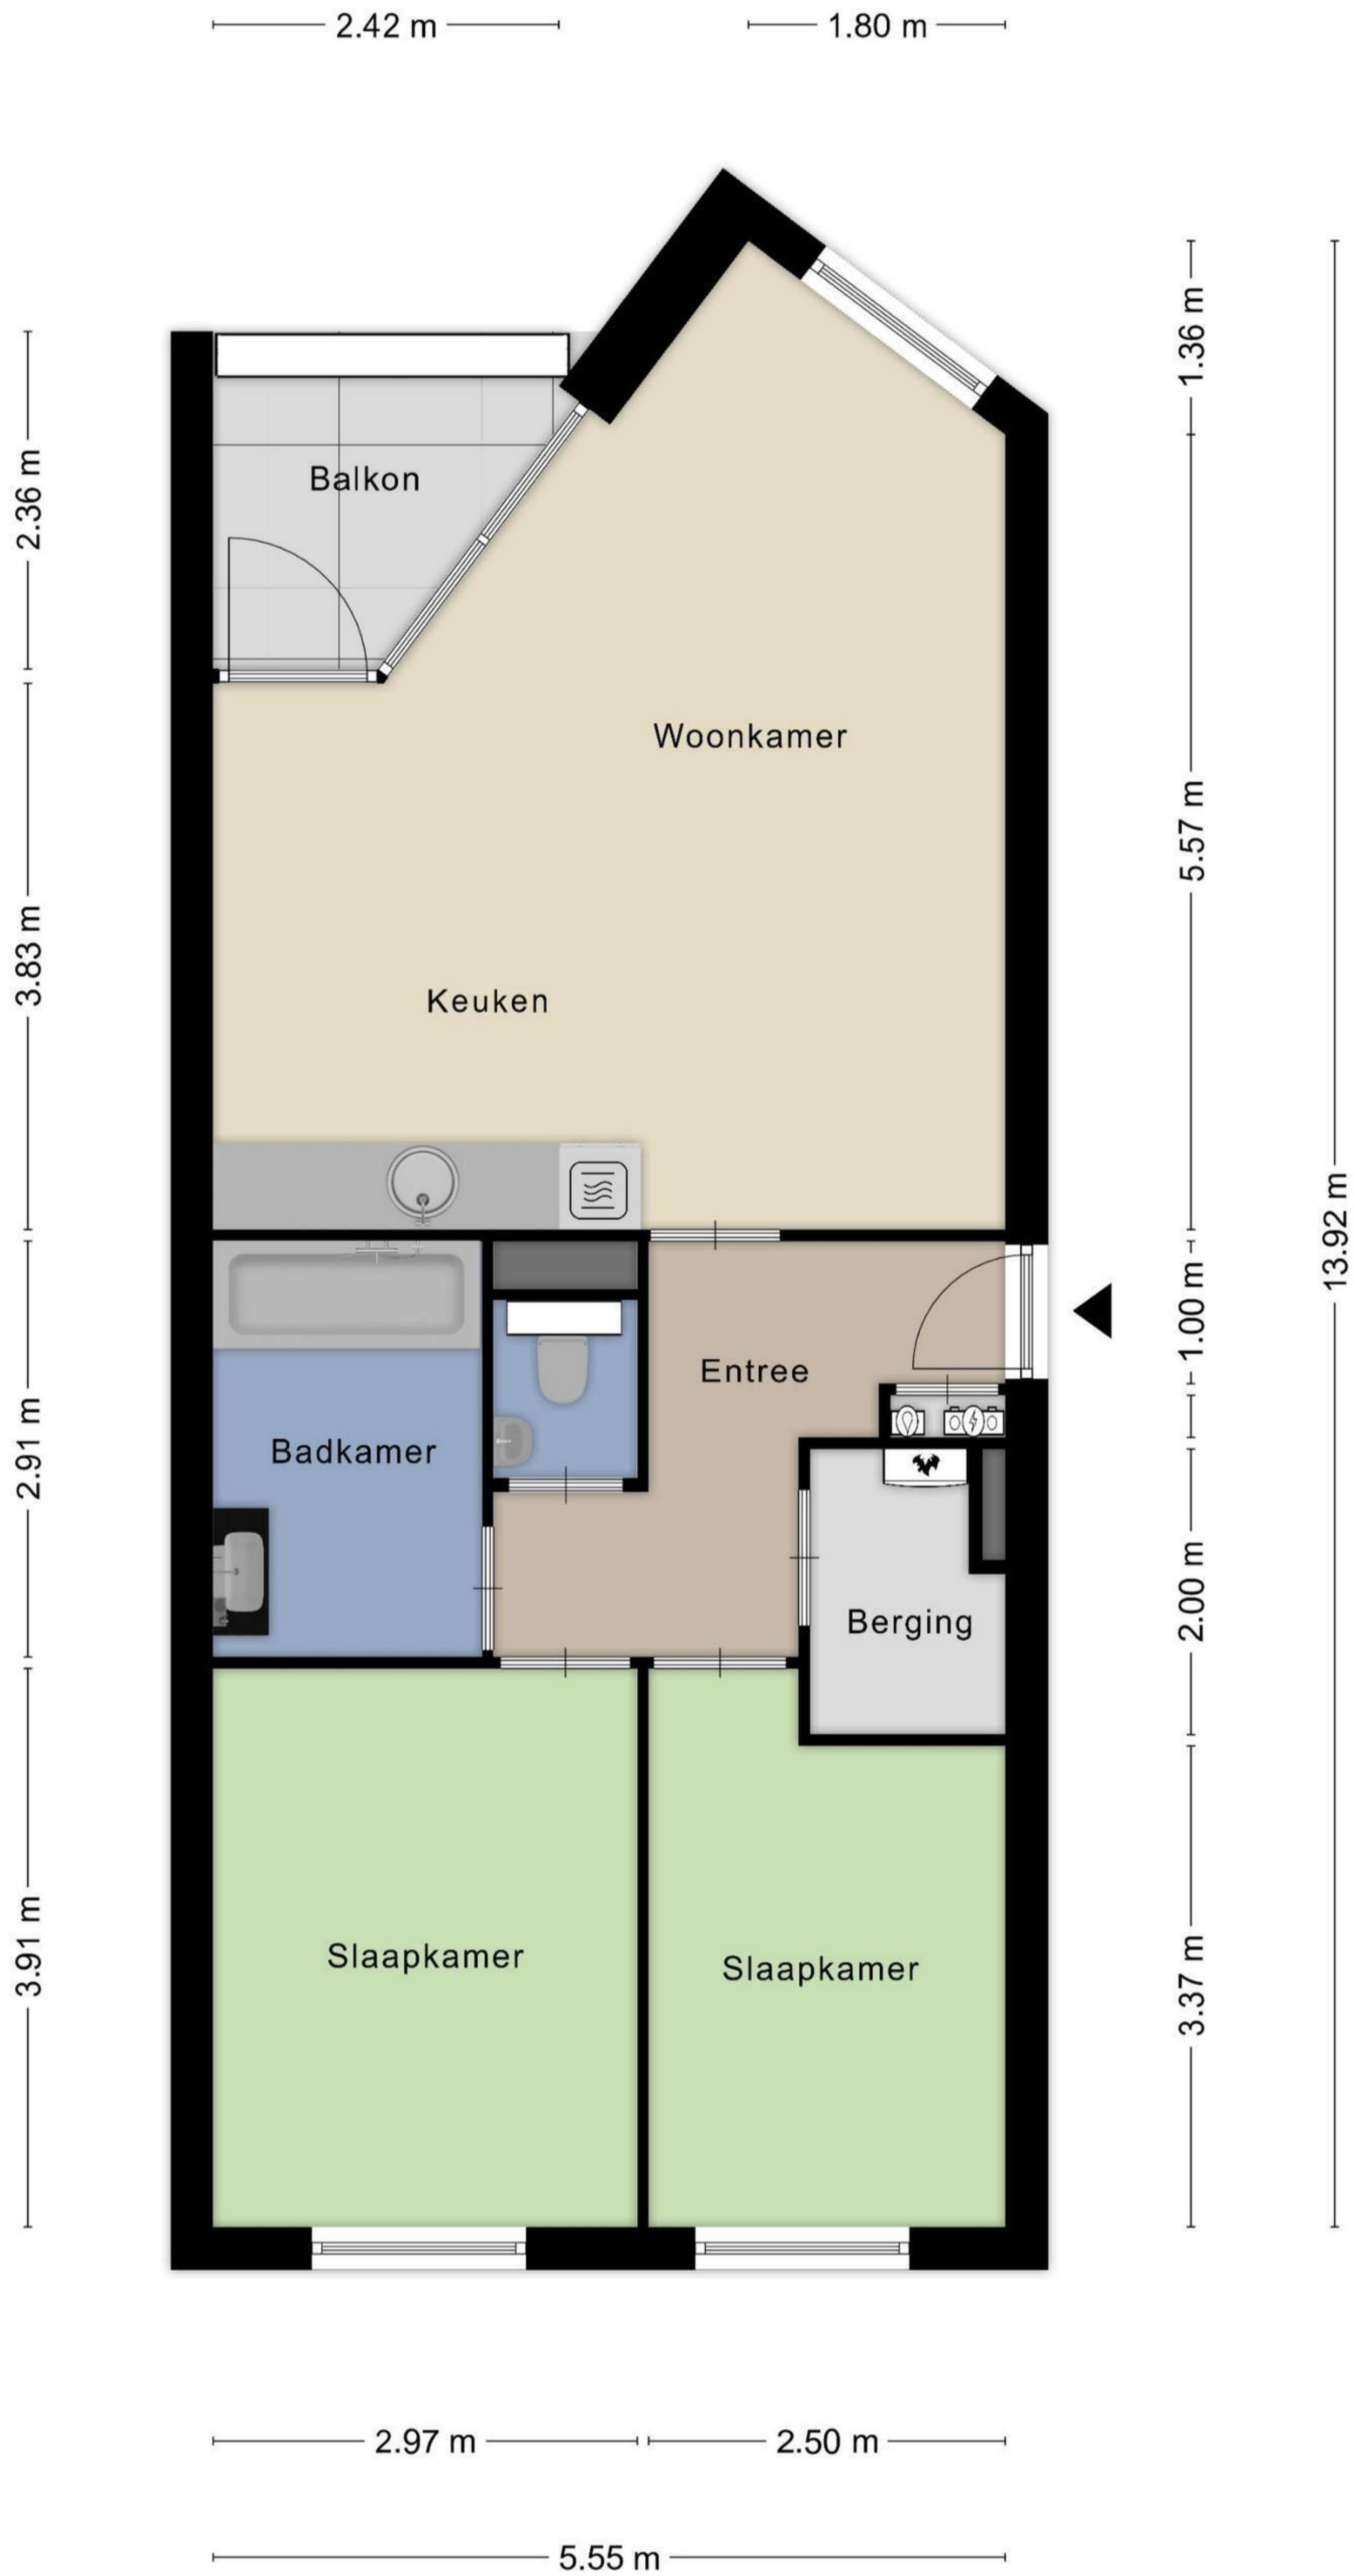 2.42 m
1.80 m
1.36 m
2.36 m
Balkon
5.57 m
Woonkamer
3.83 m
Keuken
13.92 m
1.00 m
Entree
2.91 m
Badkamer
2.00 m
Berging
3.91 m
Slaapkamer
Slaapkamer
3.37 m
2.97 m
2.50 m
5.55 m